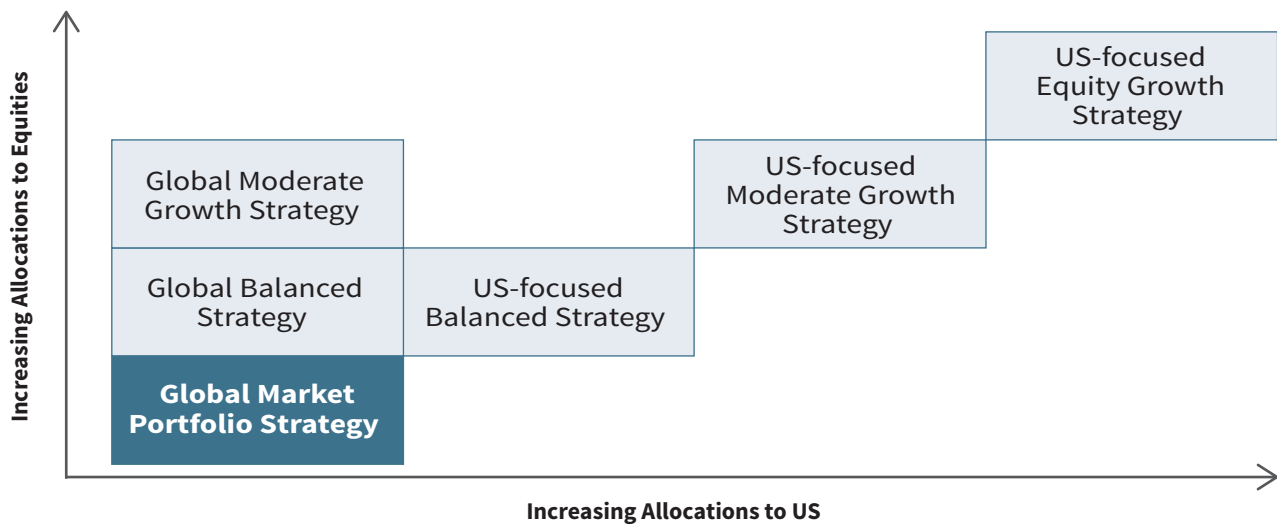 Increasing Allocations to Equities
US-focused
Equity Growth
Strategy
Global Moderate
Growth Strategy
US-focused
Moderate Growth
Strategy
Global Balanced
Strategy
US-focused
Balanced Strategy
Global Market
Portfolio Strategy
Increasing Allocations to US